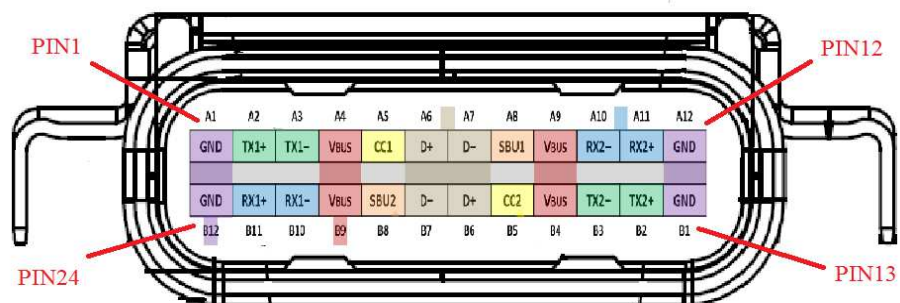 PIN1 PIN12
A1 A2 A3 A4 A5 A6 A7 A8 A9 A10 A11 A12
GND TX1+ TX1− VBUS CC1 D+ D− SBU1 VBUS RX2− RX2+ GND
GND RX1+ RX1− VBUS SBU2 D− D+ CC2 VBUS TX2− TX2+ GND
B12 B11 B10 B9 B8 B7 B6 B5 B4 B3 B2 B1
PIN24 PIN13